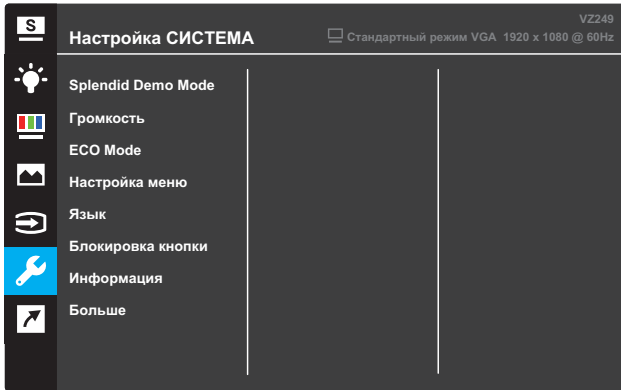 S
VZ249
Настройка СИСТЕМА
Стандартный режим VGA 1920 x 1080 @ 60Hz
Splendid Demo Mode
Громкость
ECO Mode
Настройка меню
Язык
Блокировка кнопки
Информация
Больше